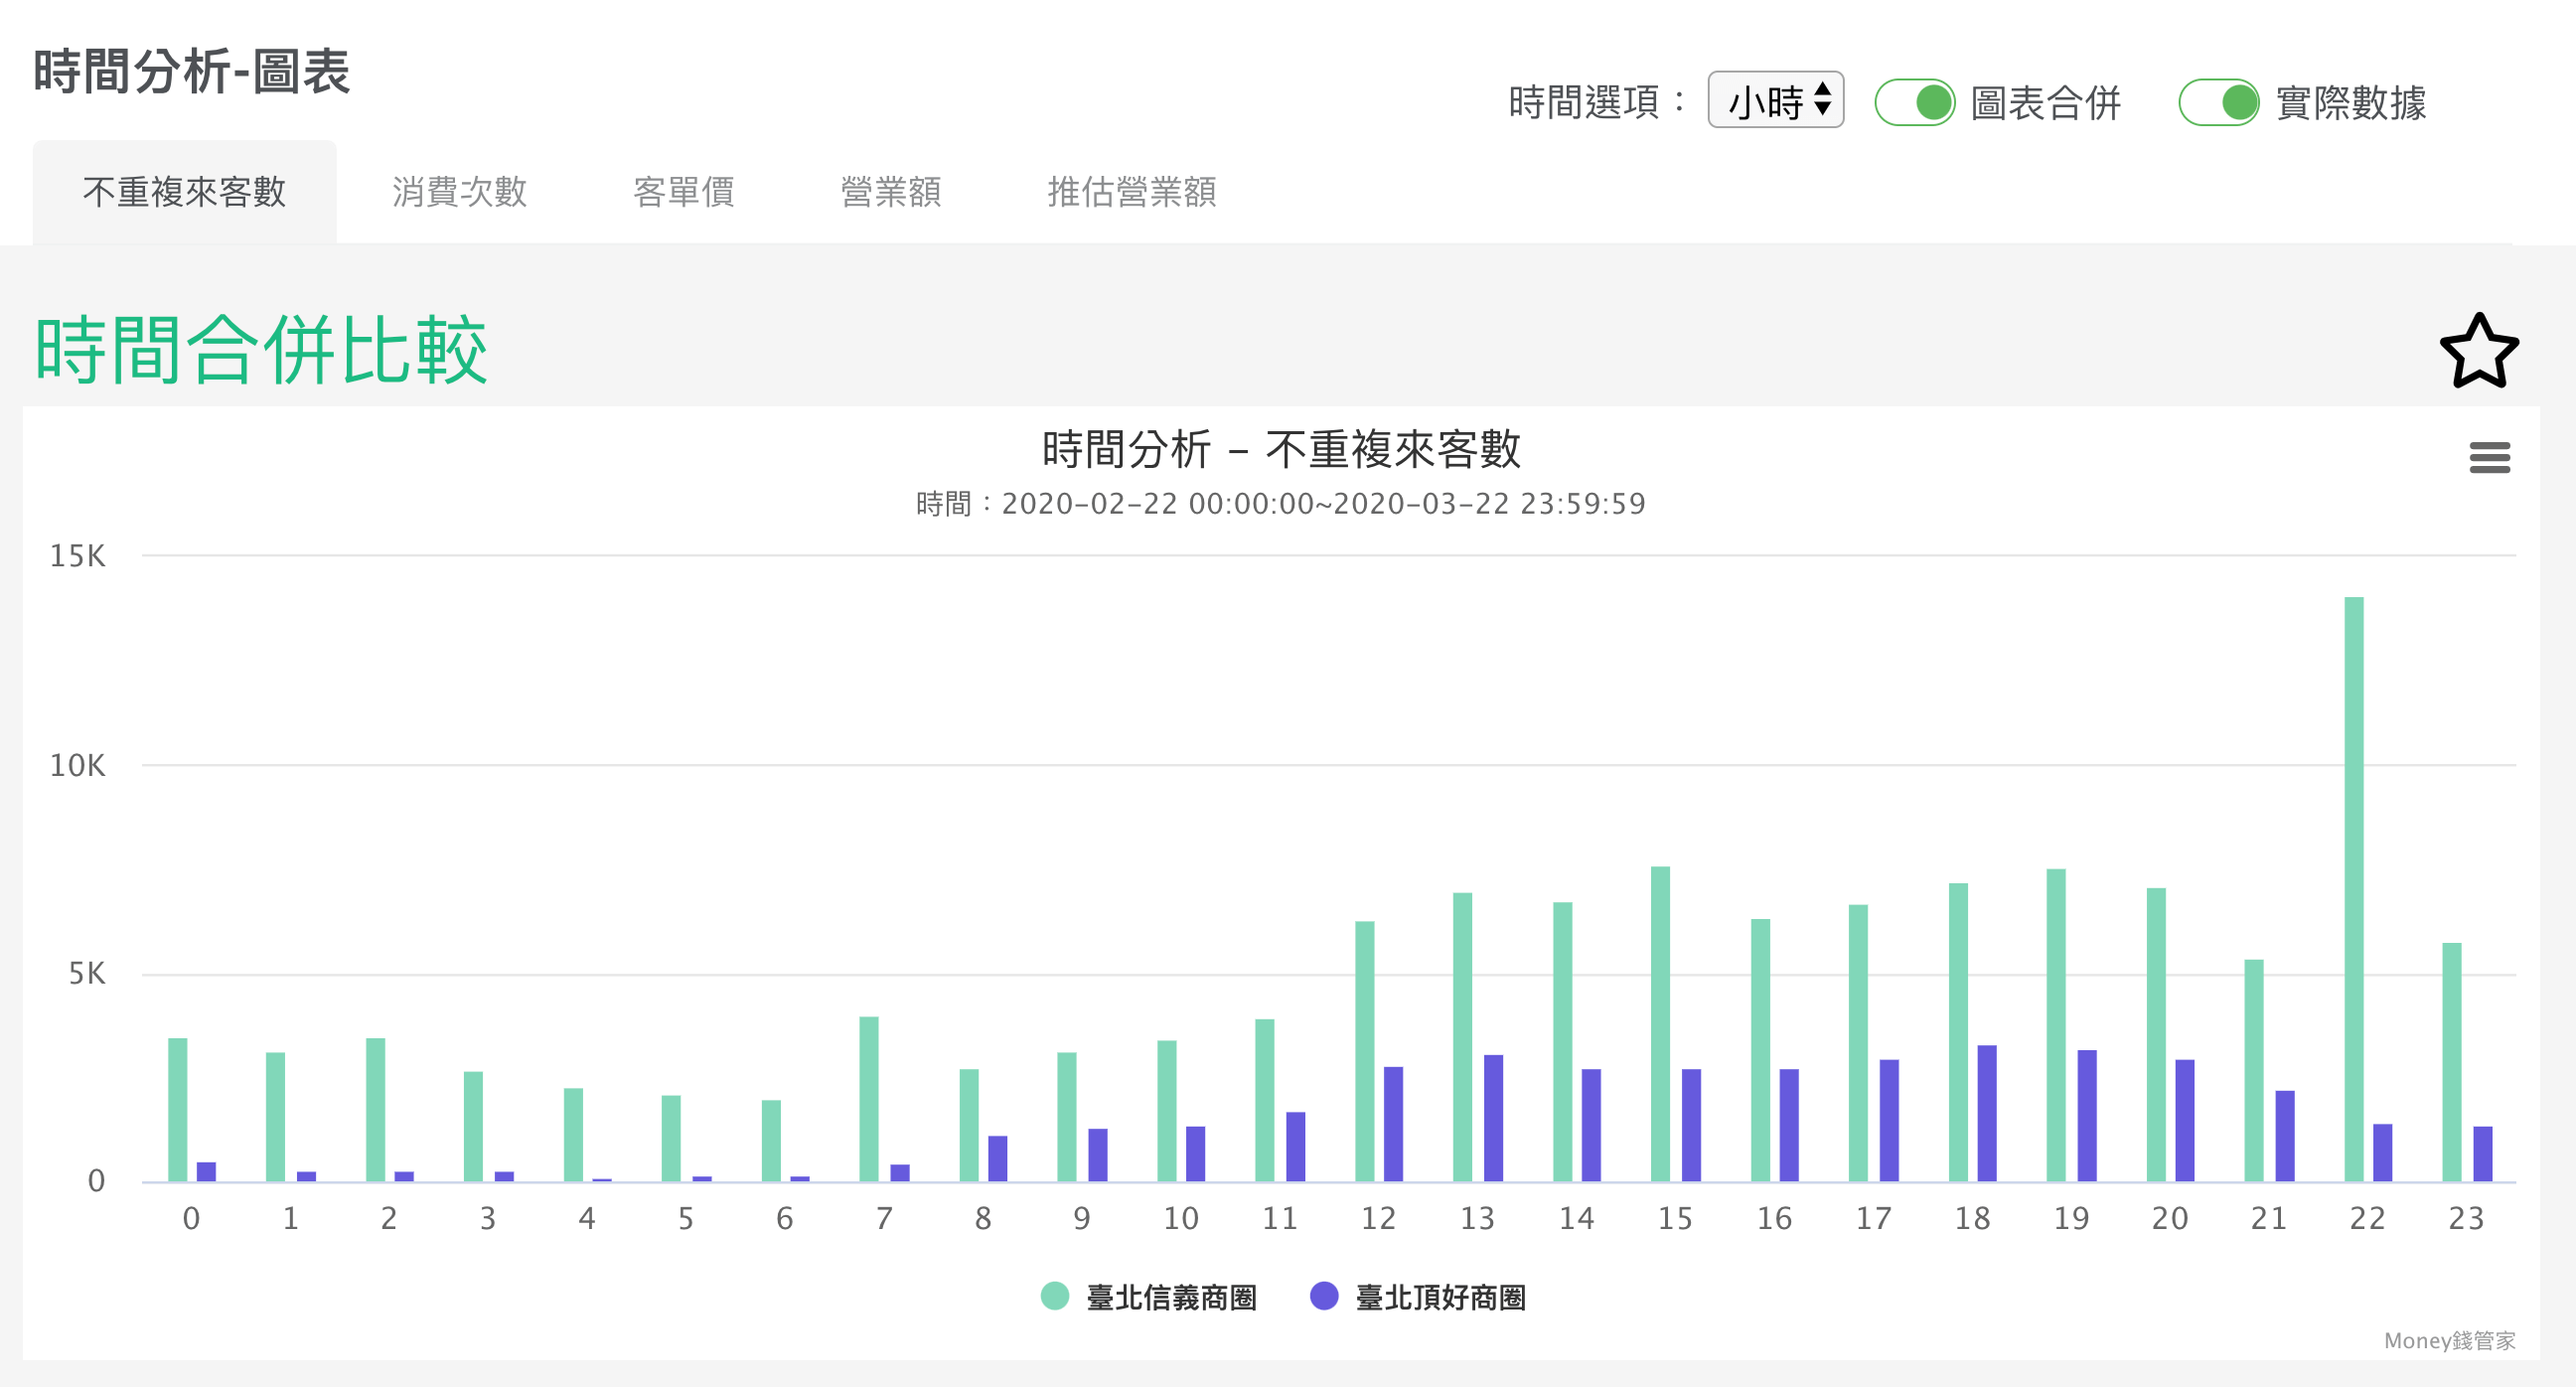 時間分析-圖表
時間選項： 小時 圖表合併 實際數據
不重複來客數 消費次數 客單價 營業額 推估營業額
時間合併比較
時間分析 – 不重複來客數
時間：2020-02-22 00:00:00~2020-03-22 23:59:59
15K
10K
5K
0
0 1 2 3 4 5 6 7 8 9 10 11 12 13 14 15 16 17 18 19 20 21 22 23
臺北信義商圈 臺北頂好商圈
Money錢管家